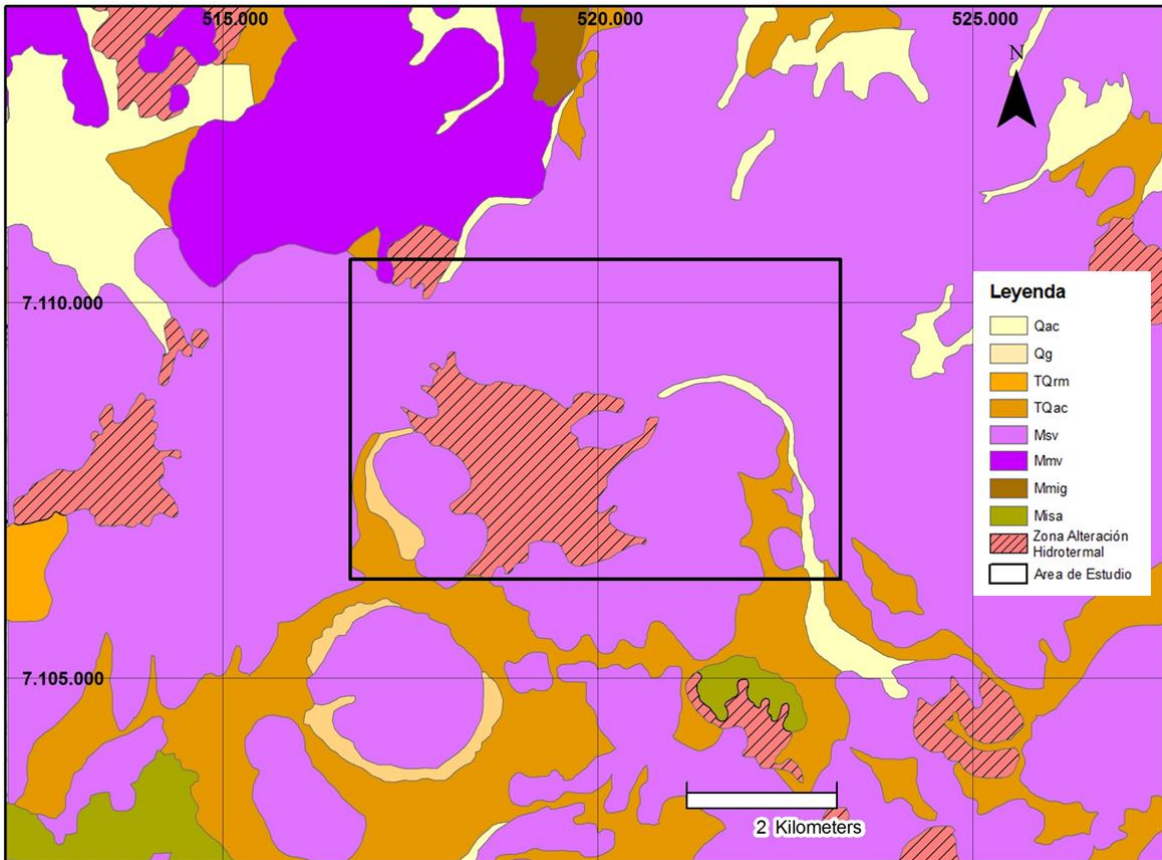 515.000
520.000
525.000
N
7.110.000
Leyenda
Qac
Qg
TQrm
TQac
Msv
Mmv
Mmig
Misa
Zona Alteración
Hidrotermal
Area de Estudio
7.105.000
2 Kilometers